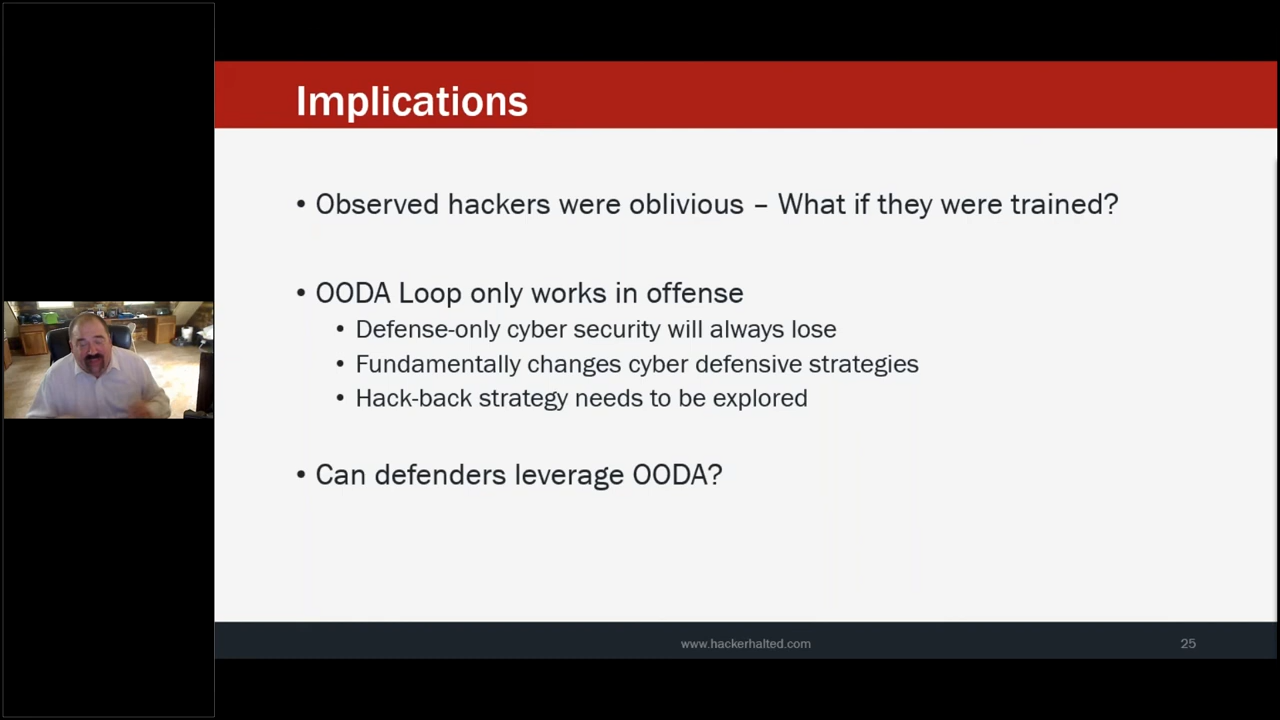 Implications
• Observed hackers were oblivious – What if they were trained?
• OODA Loop only works in offense
• Defense-only cyber security will always lose
• Fundamentally changes cyber defensive strategies
• Hack-back strategy needs to be explored
• Can defenders leverage OODA?
www.hackerhalted.com
25